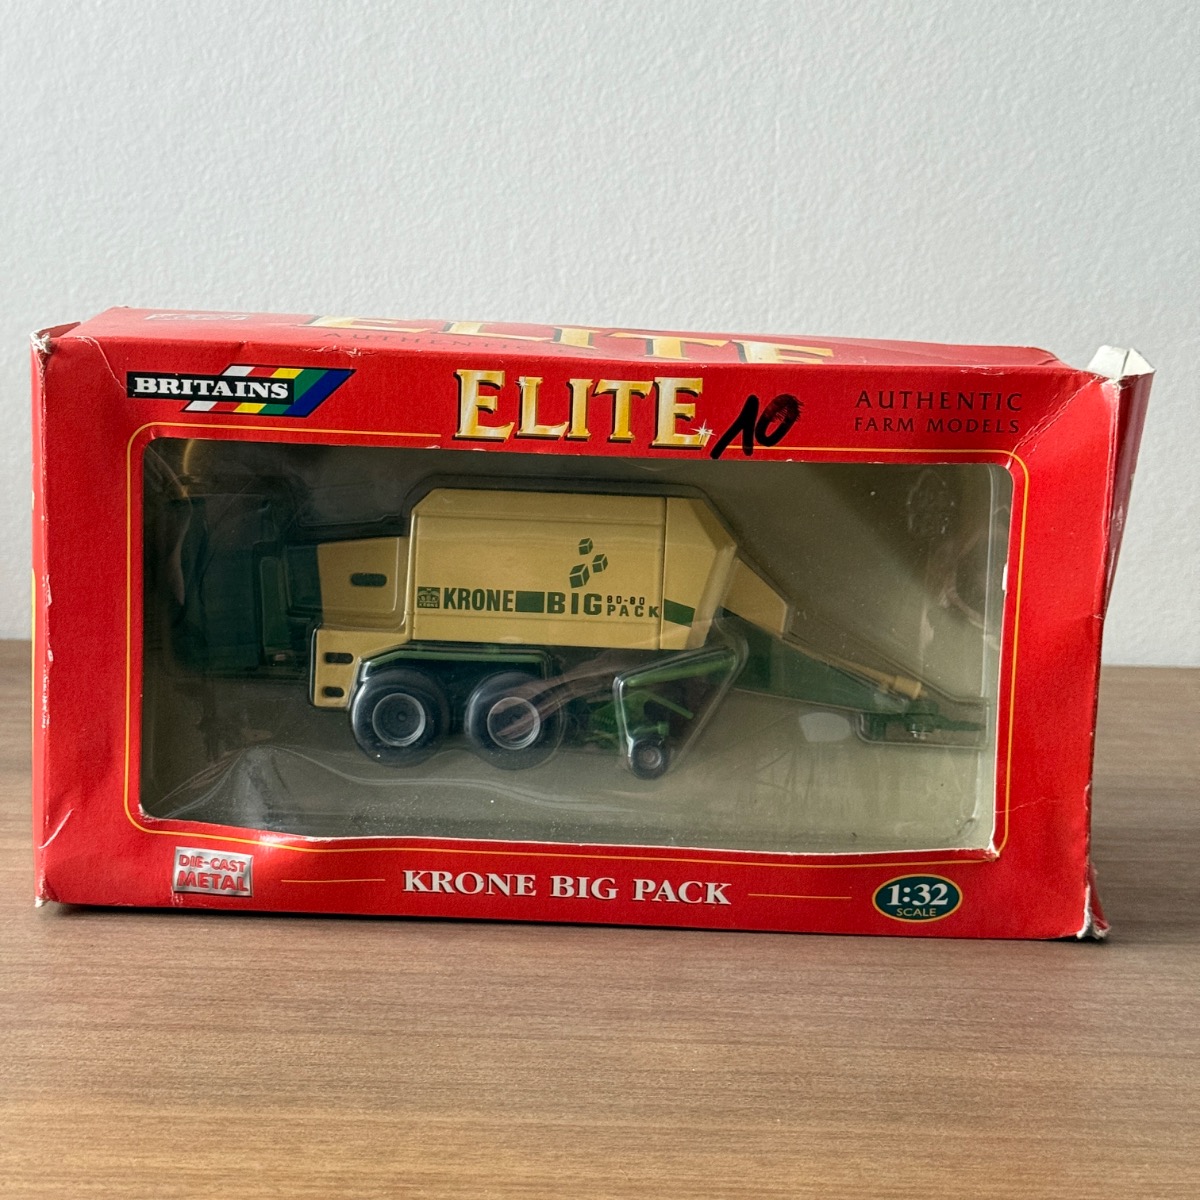 ELITE
AUTHENTIC
BRITAINS
ELITE
10
AUTHENTIC
FARM MODELS
KRONE BIG 80-80
PACK
DIE-CAST
METAL
KRONE BIG PACK
1:32
SCALE